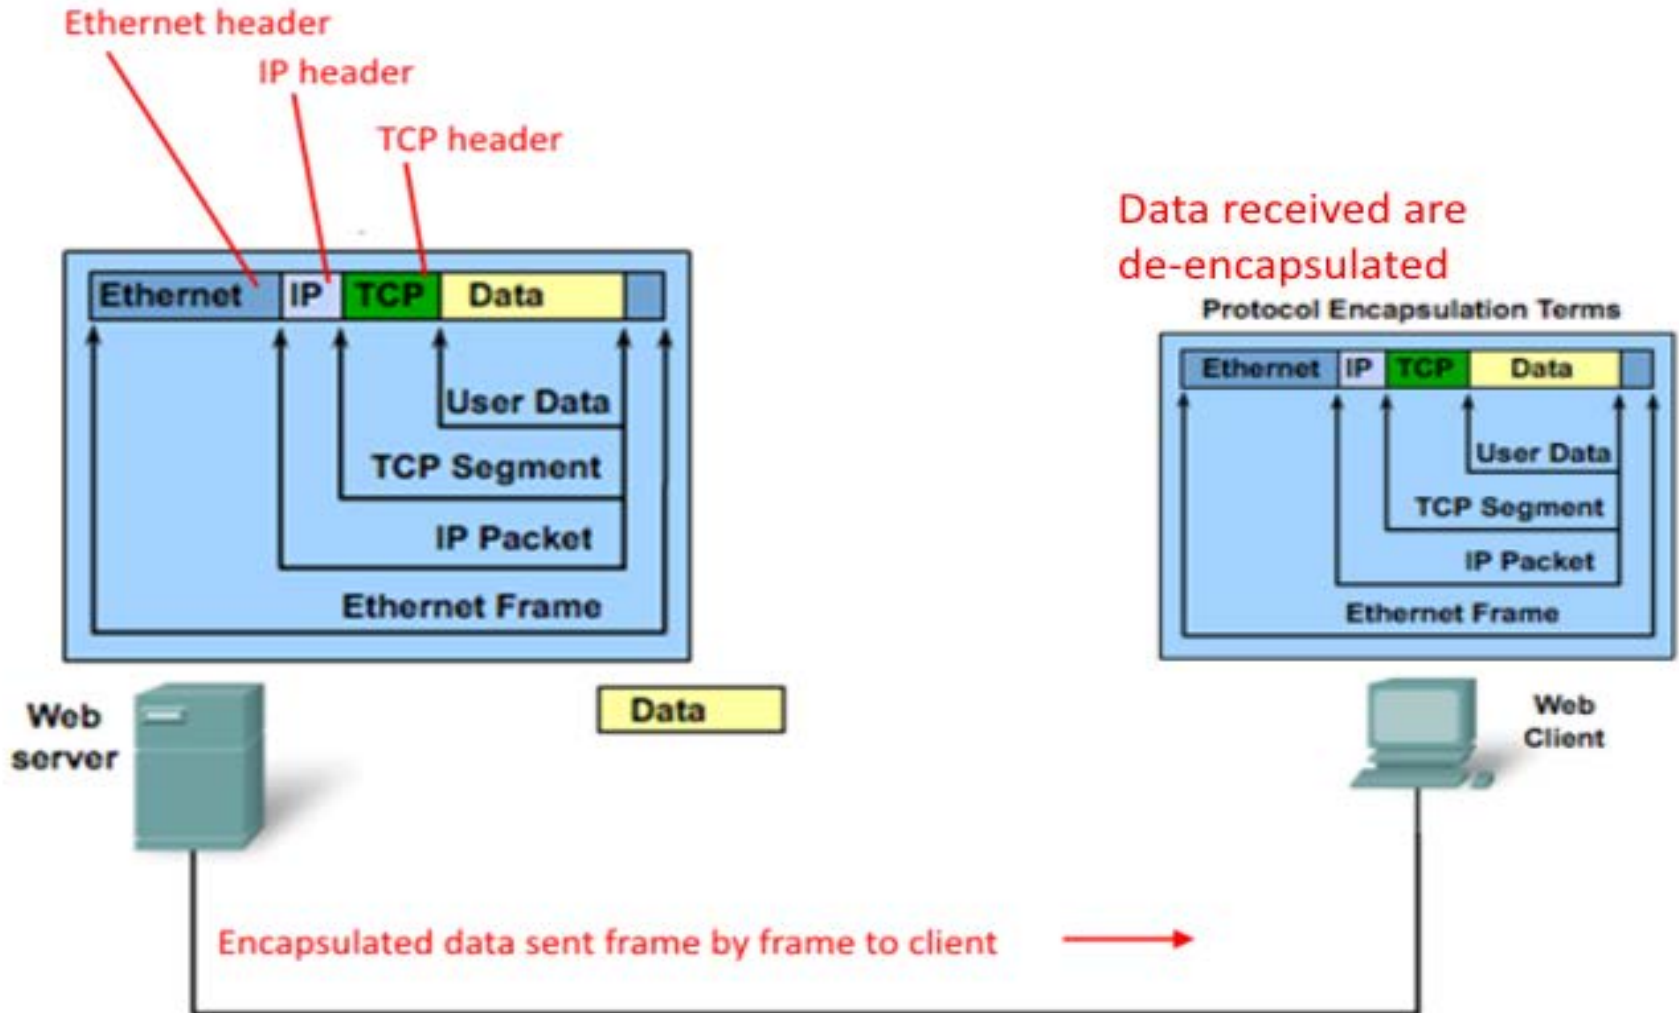 Ethernet header
IP header
TCP header
Ethernet IP TCP Data
User Data
TCP Segment
IP Packet
Ethernet Frame
Web
server
Data
Data received are
de-encapsulated
Protocol Encapsulation Terms
Ethernet IP TCP Data
User Data
TCP Segment
IP Packet
Ethernet Frame
Web
Client
Encapsulated data sent frame by frame to client